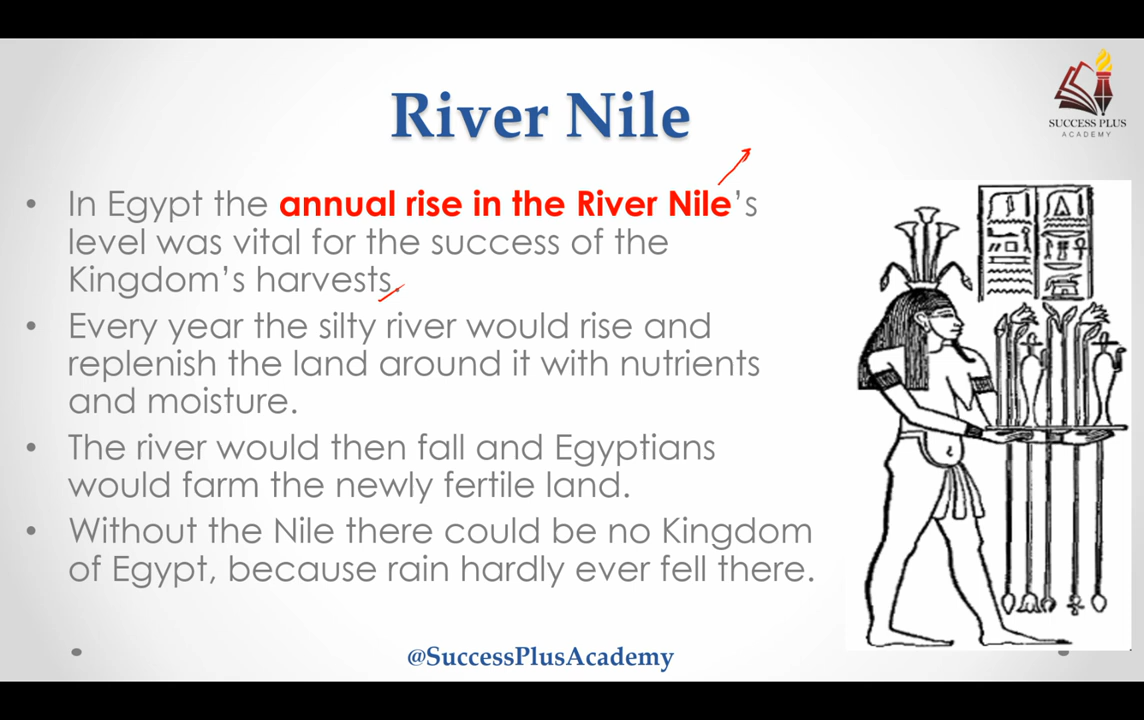 River Nile
SUCCESS PLUS
ACADEMY
• In Egypt the annual rise in the River Nile’s
level was vital for the success of the
Kingdom’s harvests.
• Every year the silty river would rise and
replenish the land around it with nutrients
and moisture.
• The river would then fall and Egyptians
would farm the newly fertile land.
• Without the Nile there could be no Kingdom
of Egypt, because rain hardly ever fell there.
@SuccessPlusAcademy